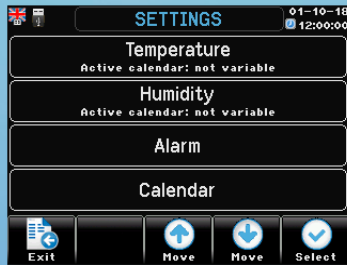 SETTINGS
01-10-18
12:00:00
Temperature
Active calendar: not variable
Humidity
Active calendar: not variable
Alarm
Calendar
Exit
Move
Move
Select